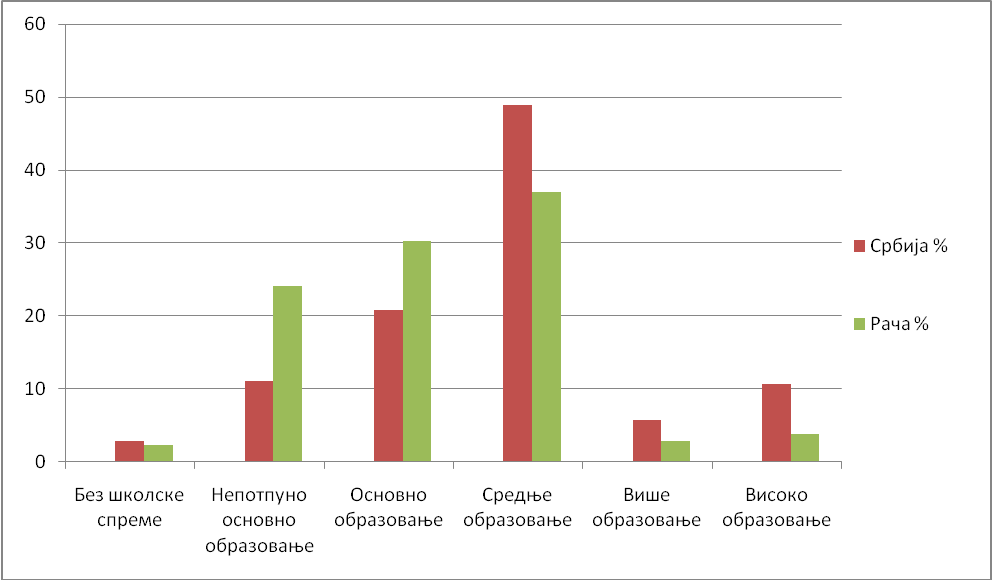 60
50
40
30
20
10
0
Без школске
спреме
Непотпуно
основно
образовање
Основно
образовање
Средње
образовање
Више
образовање
Високо
образовање
Србија %
Рача %